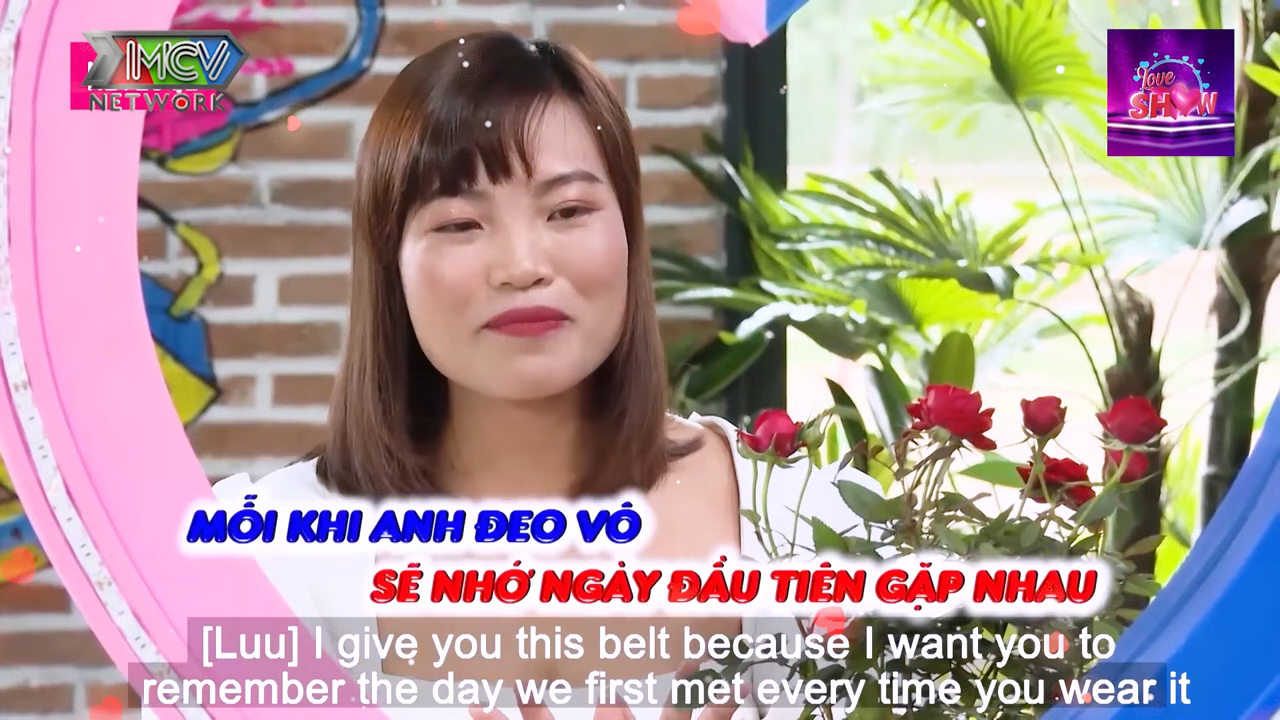 MCV
NETWORK
Love
SHOW
MỖI KHI ANH ĐEO VÔ
SẼ NHỚ NGÀY ĐẦU TIÊN GẶP NHAU
[Luu] I give you this belt because I want you to
remember the day we first met every time you wear it